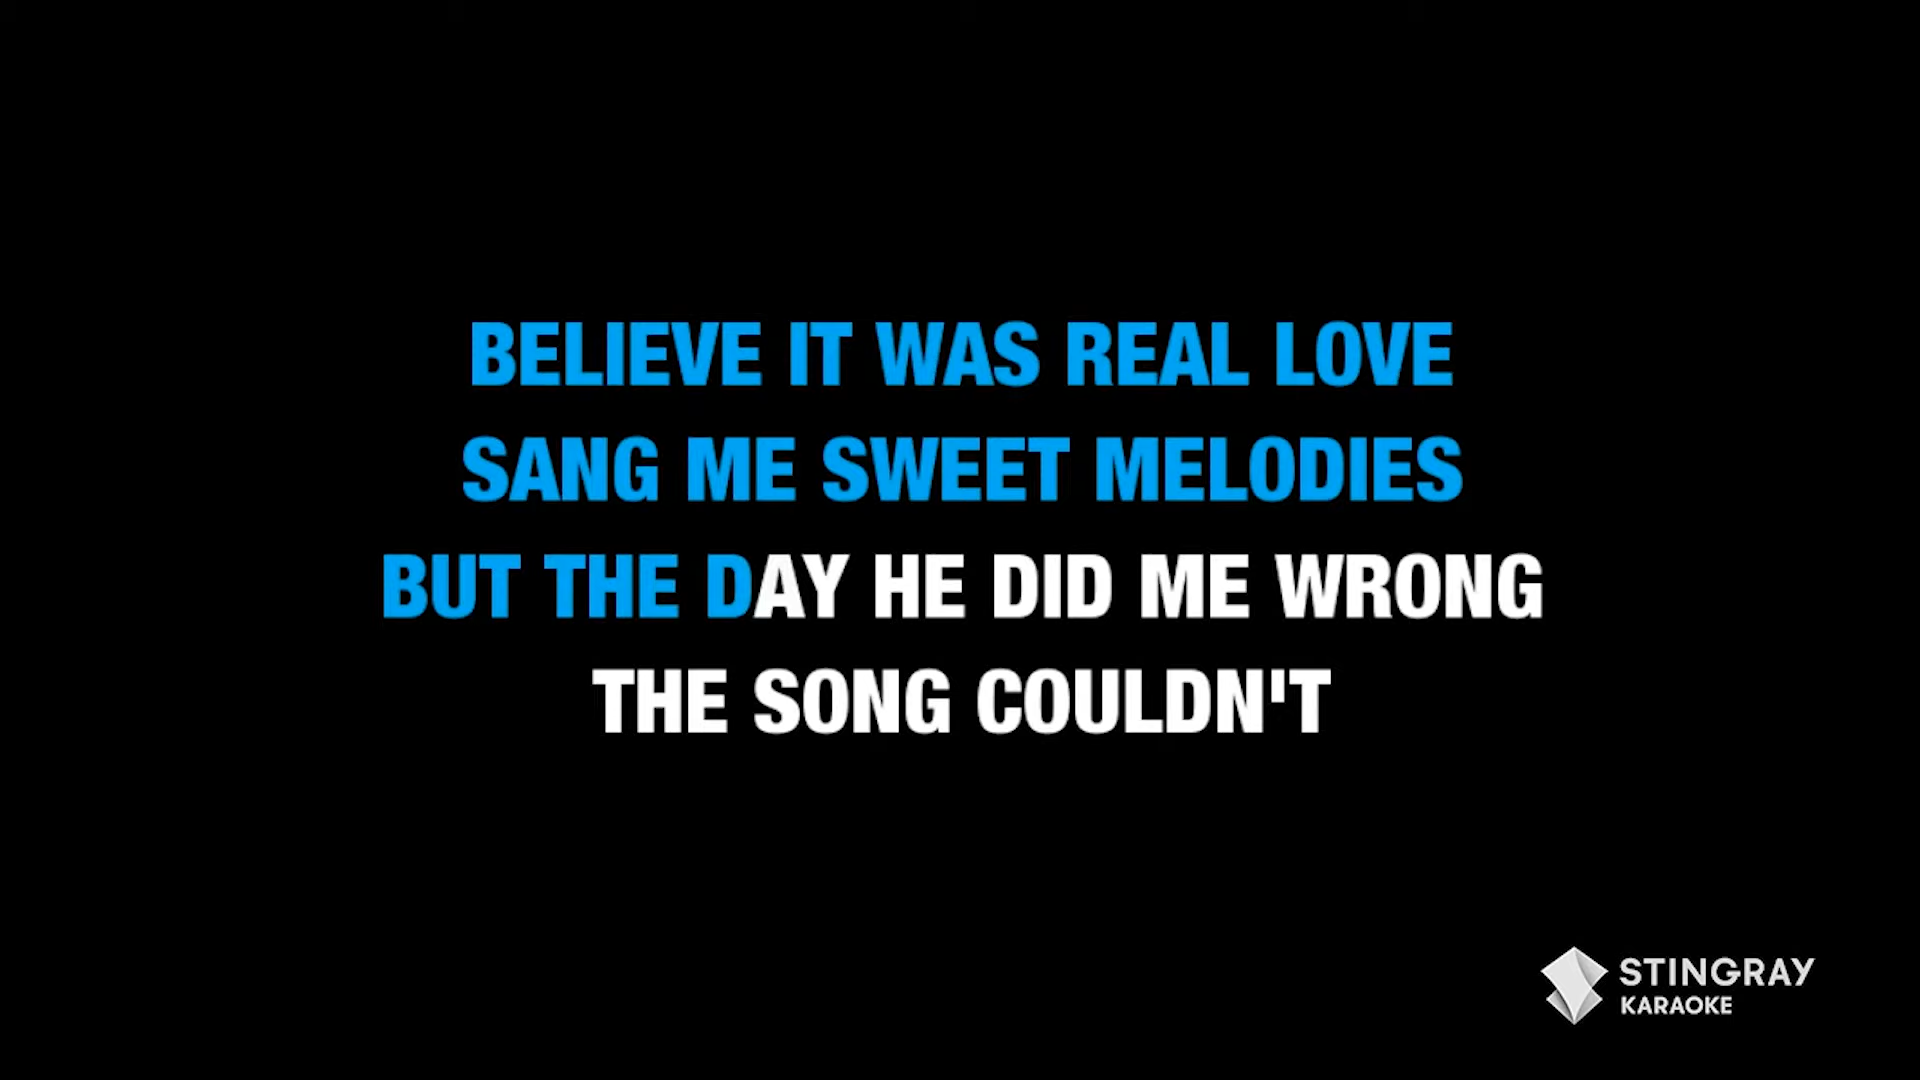 BELIEVE IT WAS REAL LOVE
SANG ME SWEET MELODIES
BUT THE DAY HE DID ME WRONG
THE SONG COULDN'T
STINGRAY
KARAOKE